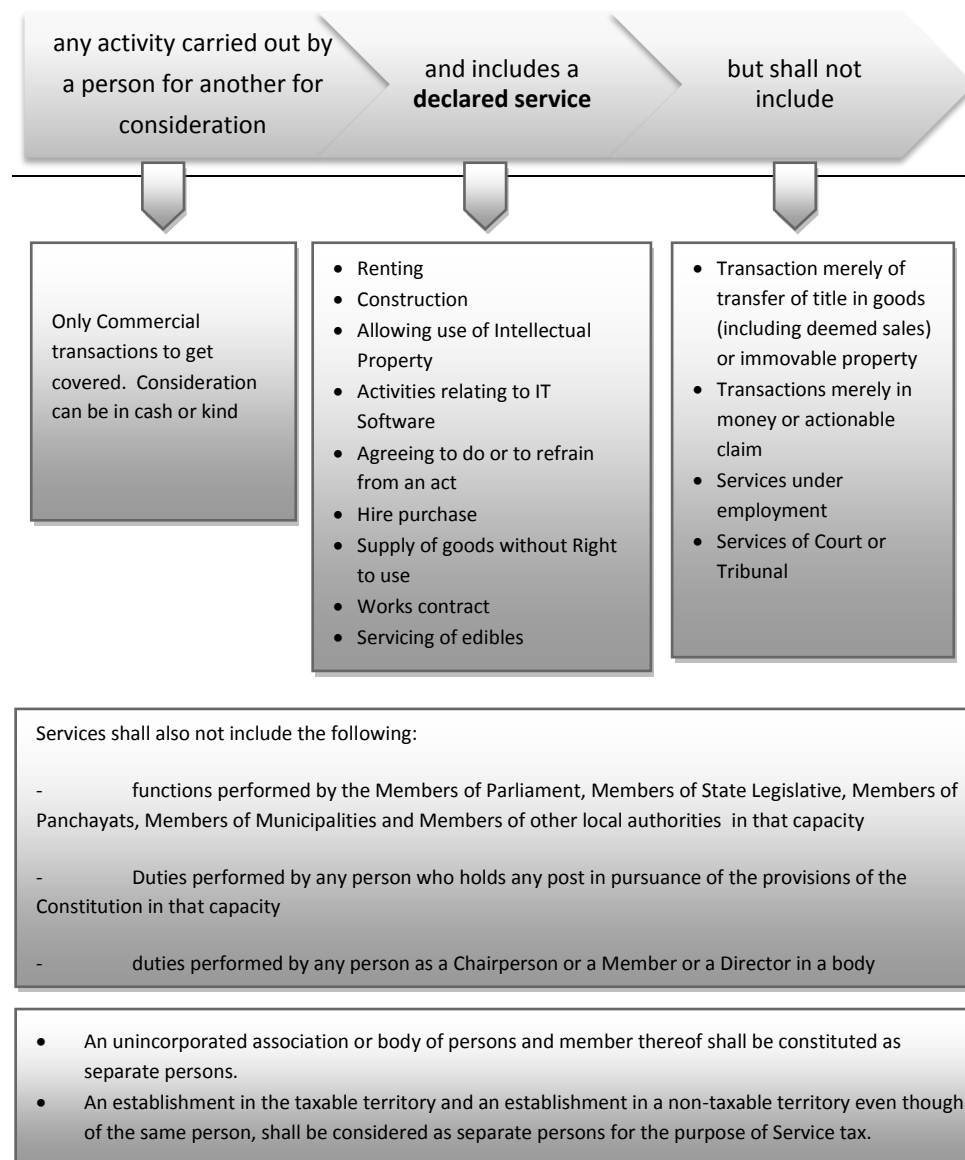 any activity carried out by
a person for another for
consideration
and includes a
declared service
but shall not
include
Only Commercial
transactions to get
covered. Consideration
can be in cash or kind
• Renting
• Construction
• Allowing use of Intellectual
Property
• Activities relating to IT
Software
• Agreeing to do or to refrain
from an act
• Hire purchase
• Supply of goods without Right
to use
• Works contract
• Servicing of edibles
• Transaction merely of
transfer of title in goods
(including deemed sales)
or immovable property
• Transactions merely in
money or actionable
claim
• Services under
employment
• Services of Court or
Tribunal
Services shall also not include the following:
- functions performed by the Members of Parliament, Members of State Legislative, Members of
Panchayats, Members of Municipalities and Members of other local authorities in that capacity
- Duties performed by any person who holds any post in pursuance of the provisions of the
Constitution in that capacity
- duties performed by any person as a Chairperson or a Member or a Director in a body
• An unincorporated association or body of persons and member thereof shall be constituted as
separate persons.
• An establishment in the taxable territory and an establishment in a non-taxable territory even though
of the same person, shall be considered as separate persons for the purpose of Service tax.